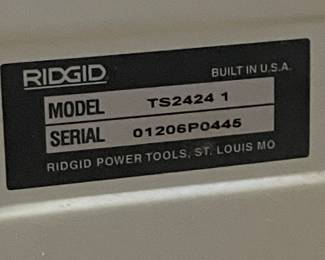 RIDGID
BUILT IN U.S.A.
MODEL TS2424 1
SERIAL 01206P0445
RIDGID POWER TOOLS, ST. LOUIS MO